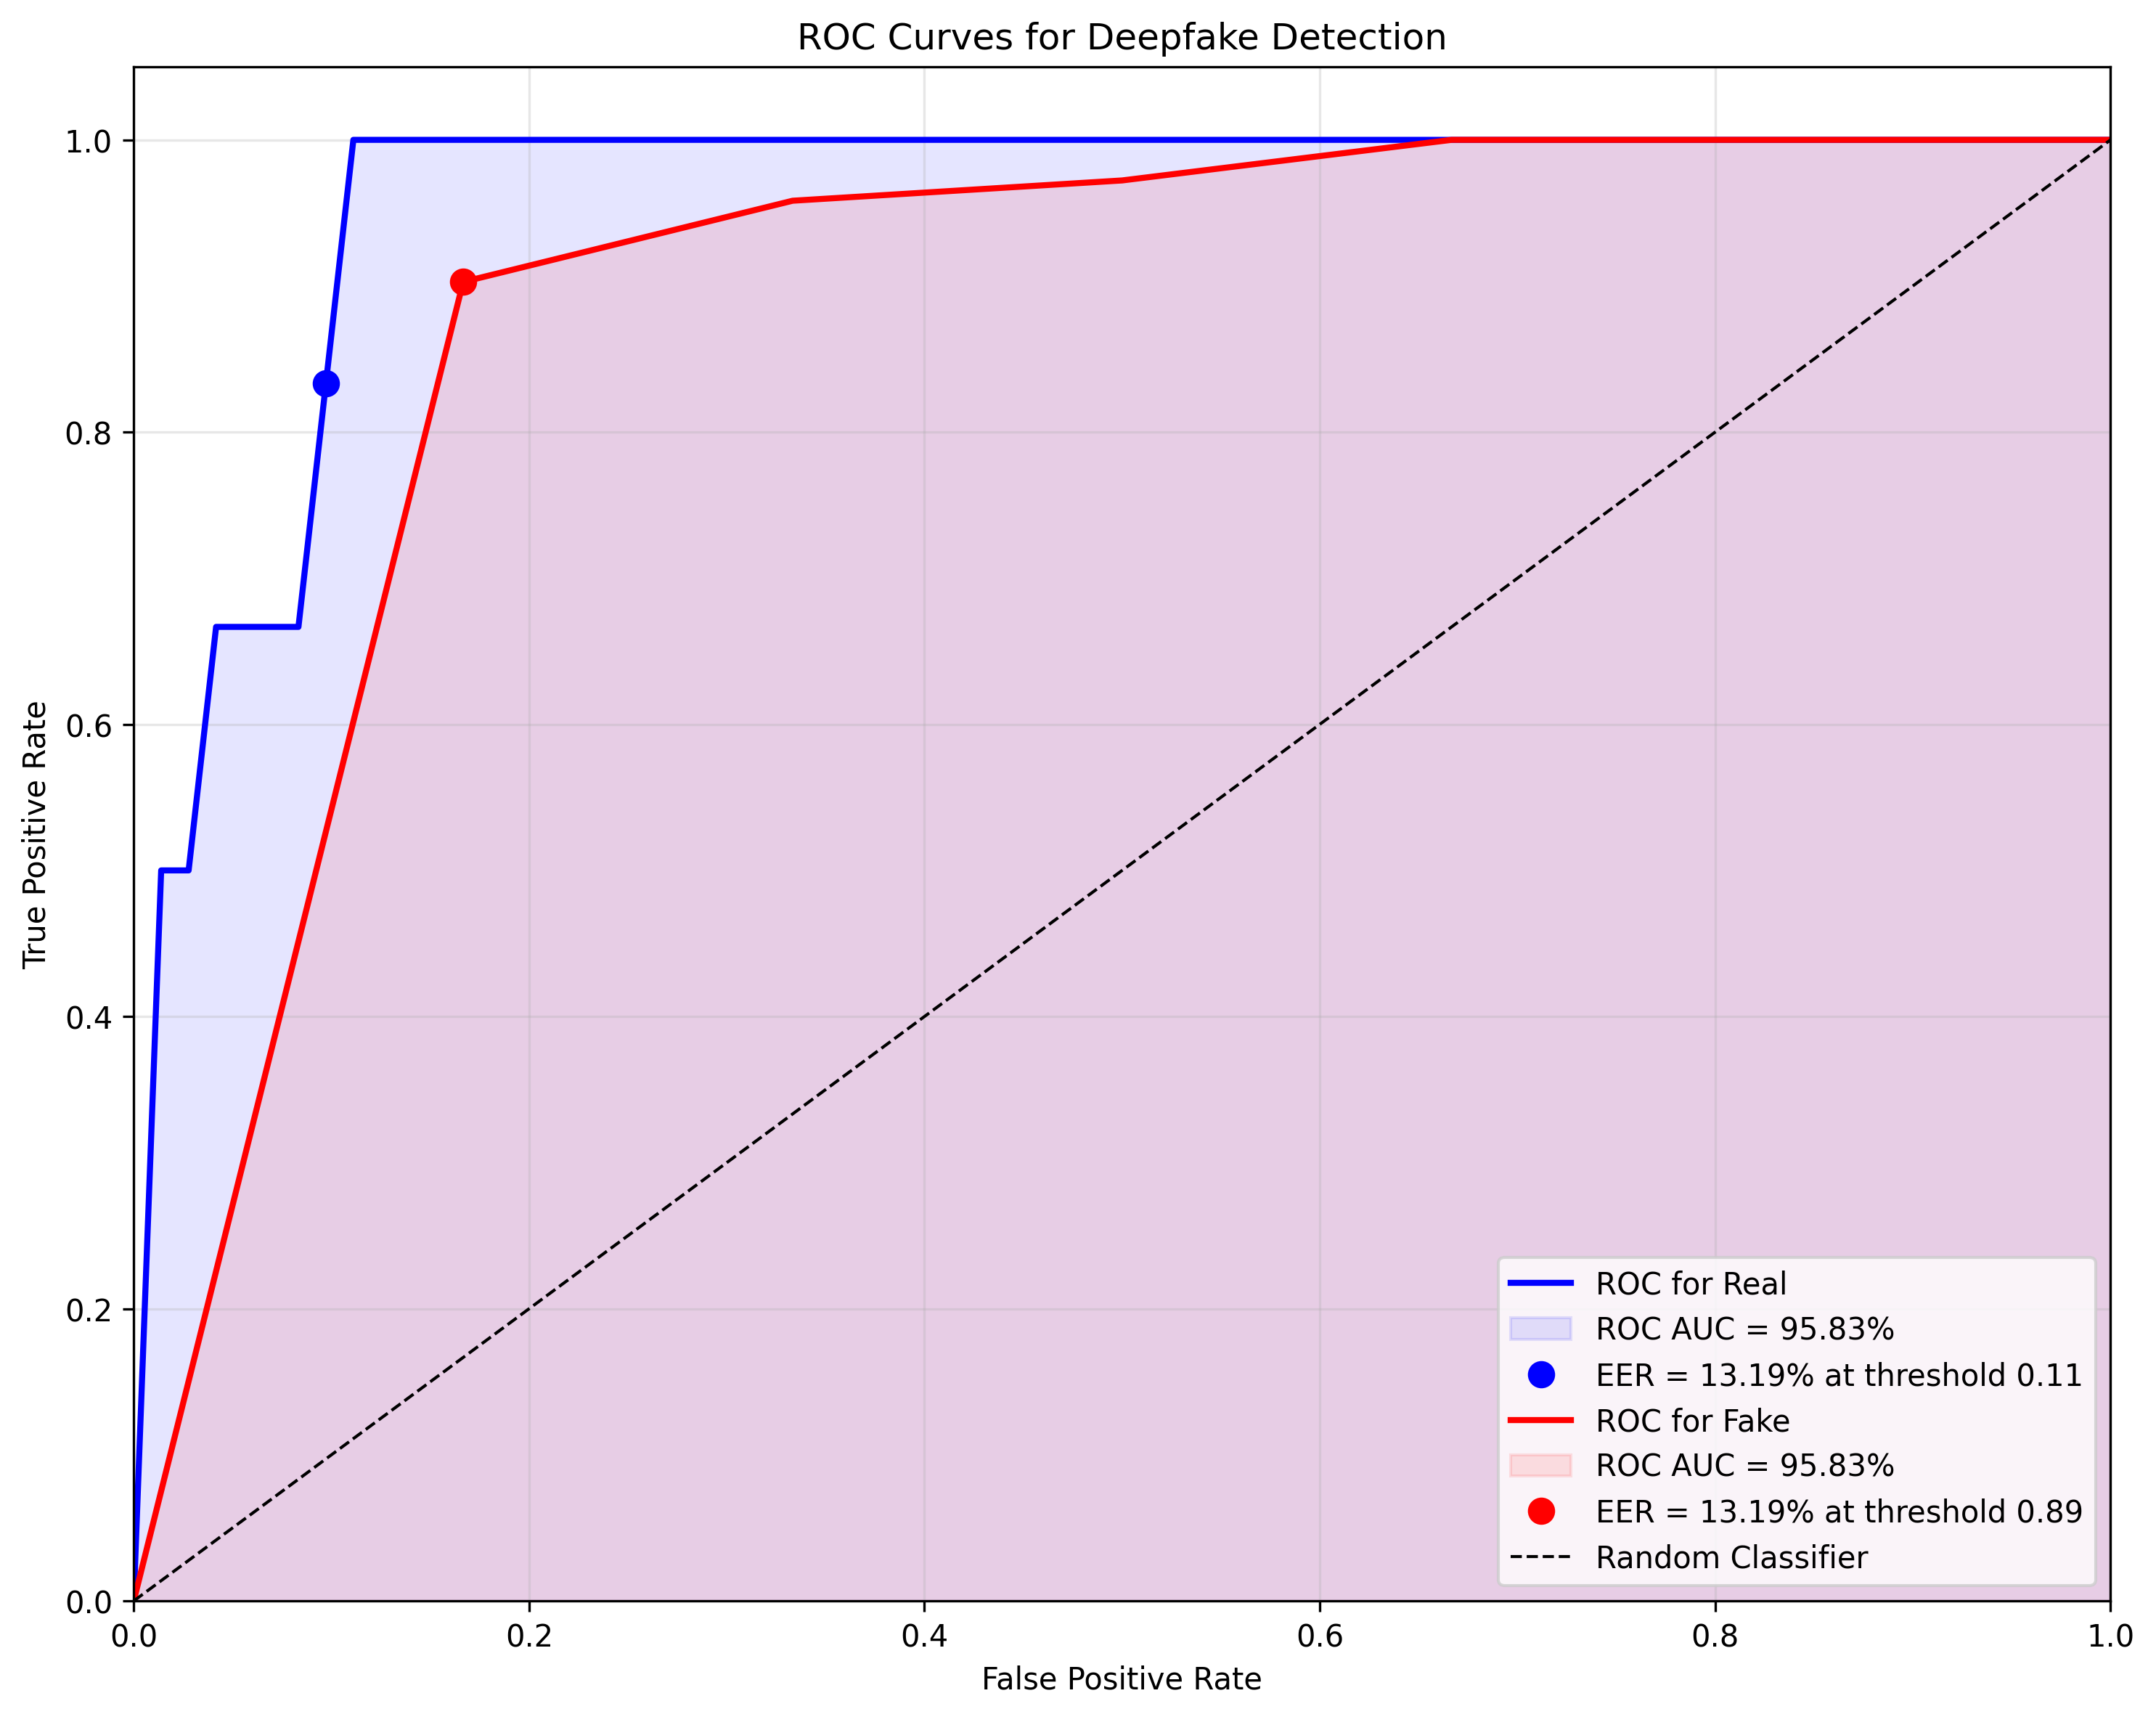 ROC Curves for Deepfake Detection
True Positive Rate
1.0
0.8
0.6
0.4
0.2
0.0
0.0 0.2 0.4 0.6 0.8 1.0
False Positive Rate
ROC for Real
ROC AUC = 95.83%
EER = 13.19% at threshold 0.11
ROC for Fake
ROC AUC = 95.83%
EER = 13.19% at threshold 0.89
Random Classifier